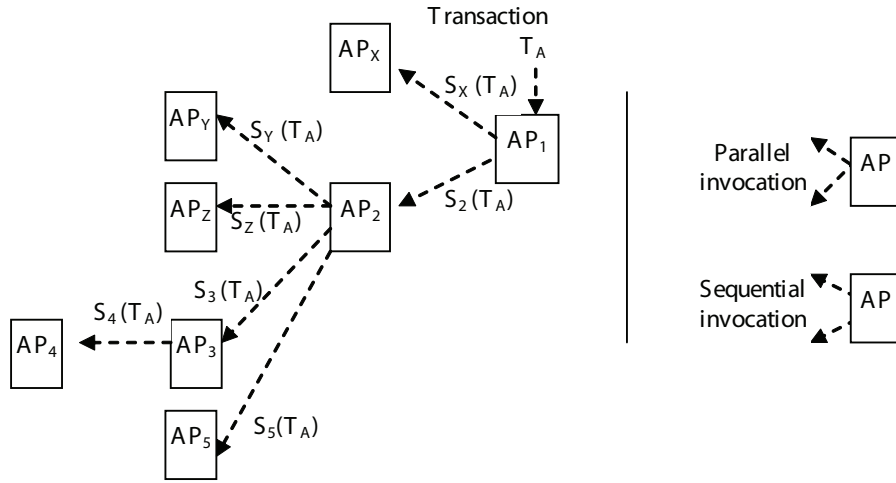 Transaction
T_A
AP_X
S_X (T_A)
AP_Y
S_Y (T_A)
AP_1
AP_Z
S_Z (T_A)
AP_2
S_2 (T_A)
S_3 (T_A)
S_4 (T_A)
AP_4
AP_3
AP_5
S_5(T_A)
Parallel
invocation
AP
Sequential
invocation
AP